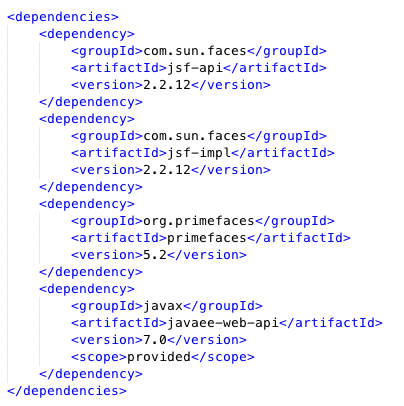 <dependencies>
<dependency>
<groupId>com.sun.faces</groupId>
<artifactId>jsf-api</artifactId>
<version>2.2.12</version>
</dependency>
<dependency>
<groupId>com.sun.faces</groupId>
<artifactId>jsf-impl</artifactId>
<version>2.2.12</version>
</dependency>
<dependency>
<groupId>org.primefaces</groupId>
<artifactId>primefaces</artifactId>
<version>5.2</version>
</dependency>
<dependency>
<groupId>javax</groupId>
<artifactId>javaee-web-api</artifactId>
<version>7.0</version>
<scope>provided</scope>
</dependency>
</dependencies>